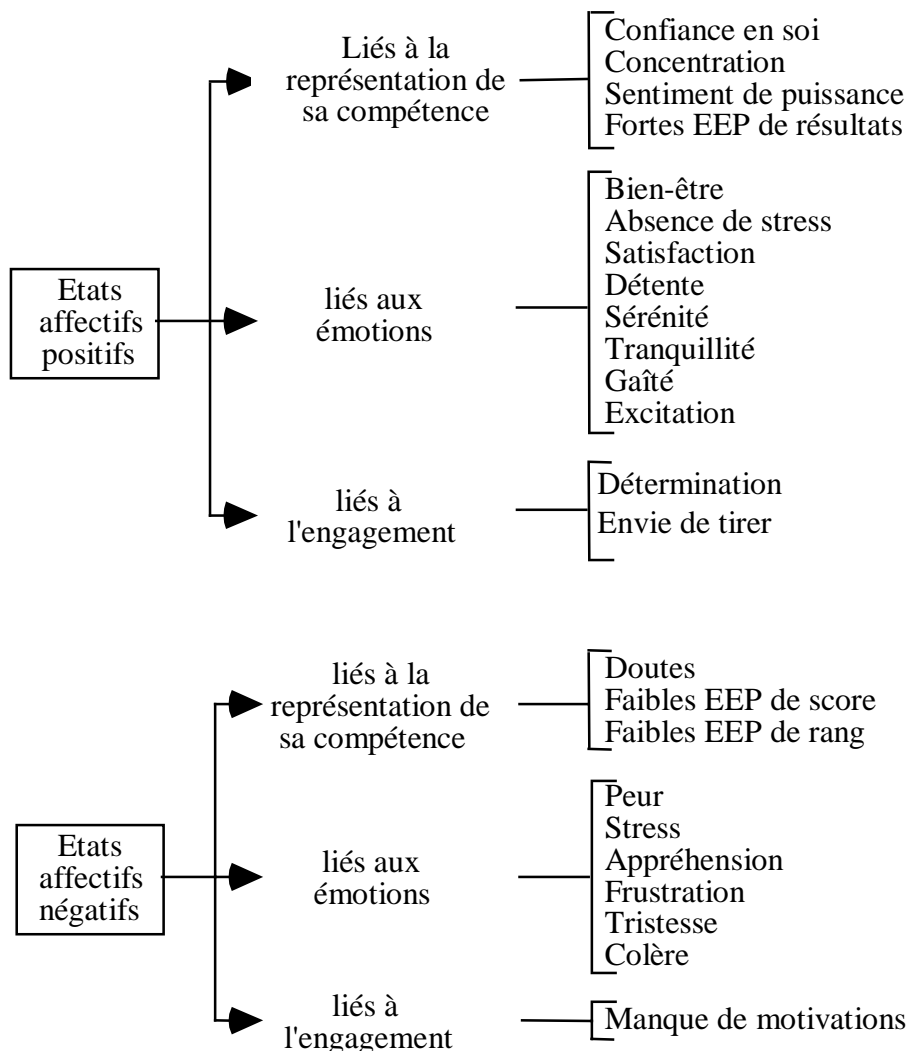 Liés à la
représentation de
sa compétence
Confiance en soi
Concentration
Sentiment de puissance
Fortes EEP de résultats
Etats
affectifs
positifs
liés aux
émotions
Bien-être
Absence de stress
Satisfaction
Détente
Sérénité
Tranquillité
Gaîté
Excitation
liés à
l'engagement
Détermination
Envie de tirer
liés à la
représentation de
sa compétence
Doutes
Faibles EEP de score
Faibles EEP de rang
Etats
affectifs
négatifs
liés aux
émotions
Peur
Stress
Appréhension
Frustration
Tristesse
Colère
liés à
l'engagement
Manque de motivations